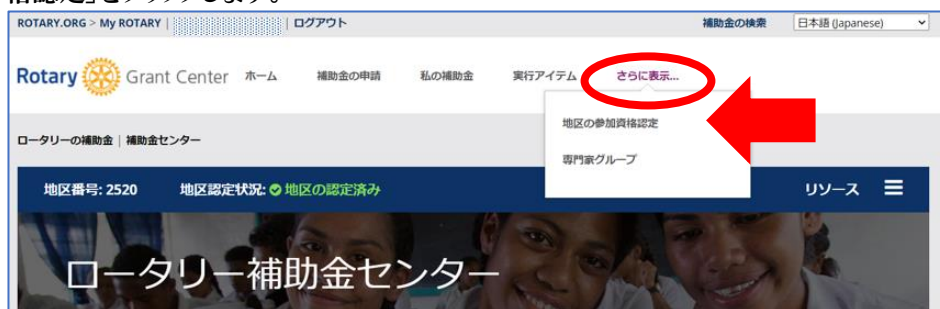 ROTARY.ORG > My ROTARY | | ログアウト 補助金の検索 日本語 (Japanese)
Rotary Grant Center ホーム 補助金の申請 私の補助金 実行アイテム さらに表示...
地区の参加資格認定
ロータリーの補助金 | 補助金センター
専門家グループ
地区番号: 2520 地区認定状況: 地区の認定済み リソース
ロータリー補助金センター